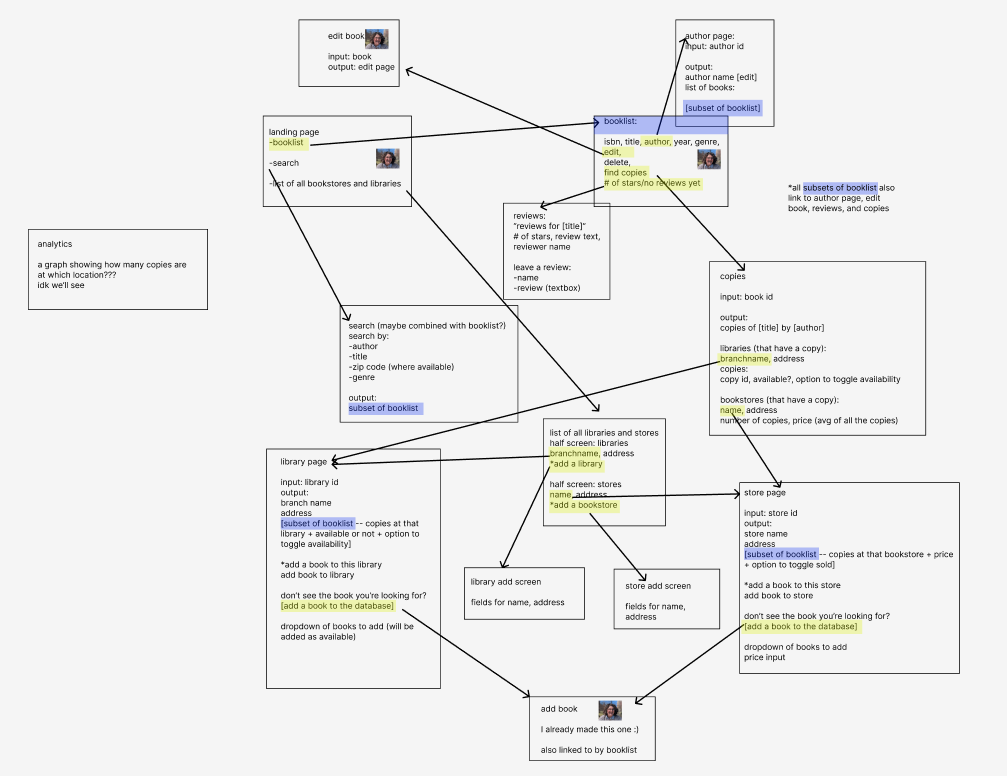 edit book
input: book
output: edit page
author page:
input: author id
output:
author name [edit]
list of books:
[subset of booklist]
landing page
-booklist
-search
-list of all bookstores and libraries
booklist:
isbn, title, author, year, genre,
edit,
delete,
find copies
# of stars/no reviews yet
*all subsets of booklist also
link to author page, edit
book, reviews, and copies
reviews:
"reviews for [title]"
# of stars, review text,
reviewer name
leave a review:
-name
-review (textbox)
analytics
a graph showing how many copies are
at which location???
idk we'll see
copies
input: book id
output:
copies of [title] by [author]
libraries (that have a copy):
branchname, address
copies:
copy id, available?, option to toggle availability
bookstores (that have a copy):
name, address
number of copies, price (avg of all the copies)
search (maybe combined with booklist?)
search by:
-author
-title
-zip code (where available)
-genre
output:
subset of booklist
list of all libraries and stores
half screen: libraries
branchname, address
*add a library
half screen: stores
name, address
*add a bookstore
library page
input: library id
output:
branch name
address
[subset of booklist -- copies at that
library + available or not + option to
toggle availability]
*add a book to this library
add book to library
don't see the book you're looking for?
[add a book to the database]
dropdown of books to add (will be
added as available)
store page
input: store id
output:
store name
address
[subset of booklist -- copies at that bookstore + price
+ option to toggle sold]
*add a book to this store
add book to store
don't see the book you're looking for?
[add a book to the database]
dropdown of books to add
price input
library add screen
fields for name, address
store add screen
fields for name,
address
add book
I already made this one :)
also linked to by booklist